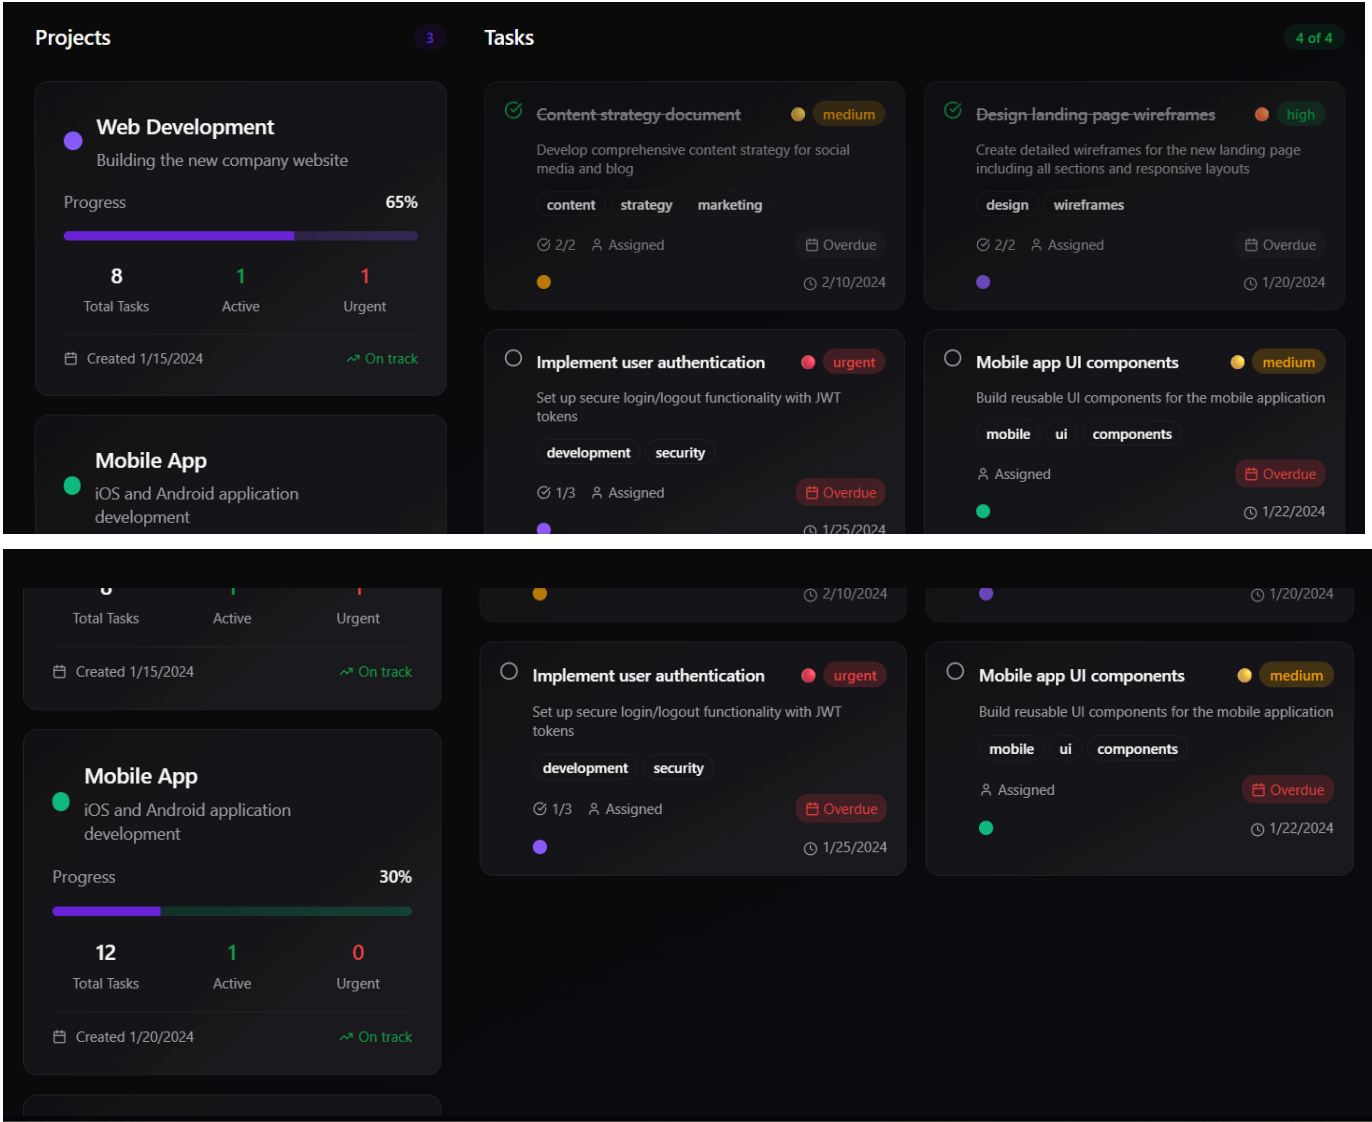 Projects
3
Tasks
4 of 4
Web Development
Building the new company website
Progress
65%
8
1
1
Total Tasks
Active
Urgent
Created 1/15/2024
On track
Mobile App
iOS and Android application
development
Content strategy document
medium
Develop comprehensive content strategy for social
media and blog
content
strategy
marketing
2/2
Assigned
Overdue
2/10/2024
Design landing page wireframes
high
Create detailed wireframes for the new landing page
including all sections and responsive layouts
design
wireframes
2/2
Assigned
Overdue
1/20/2024
Implement user authentication
urgent
Set up secure login/logout functionality with JWT
tokens
development
security
1/3
Assigned
Overdue
1/25/2024
Mobile app UI components
medium
Build reusable UI components for the mobile application
mobile
ui
components
Assigned
Overdue
1/22/2024
Total Tasks
Active
Urgent
Created 1/15/2024
On track
Mobile App
iOS and Android application
development
Progress
30%
12
1
0
Total Tasks
Active
Urgent
Created 1/20/2024
On track
2/10/2024
1/20/2024
Implement user authentication
urgent
Set up secure login/logout functionality with JWT
tokens
development
security
1/3
Assigned
Overdue
1/25/2024
Mobile app UI components
medium
Build reusable UI components for the mobile application
mobile
ui
components
Assigned
Overdue
1/22/2024